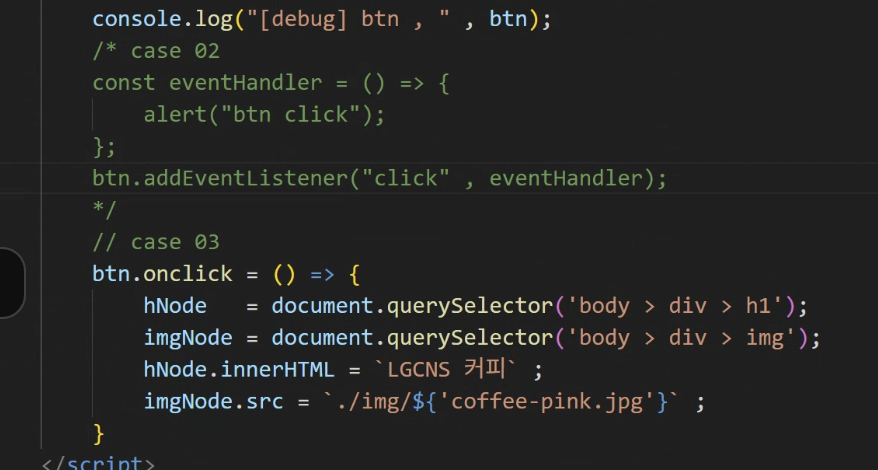 console.log("[debug] btn , " , btn);
/* case 02
const eventHandler = () => {
    alert("btn click");
};
btn.addEventListener("click" , eventHandler);
*/
// case 03
btn.onclick = () => {
    hNode   = document.querySelector('body > div > h1');
    imgNode = document.querySelector('body > div > img');
    hNode.innerHTML = `LGCNS 커피` ;
    imgNode.src = `./img/${'coffee-pink.jpg'}` ;
}
</script>